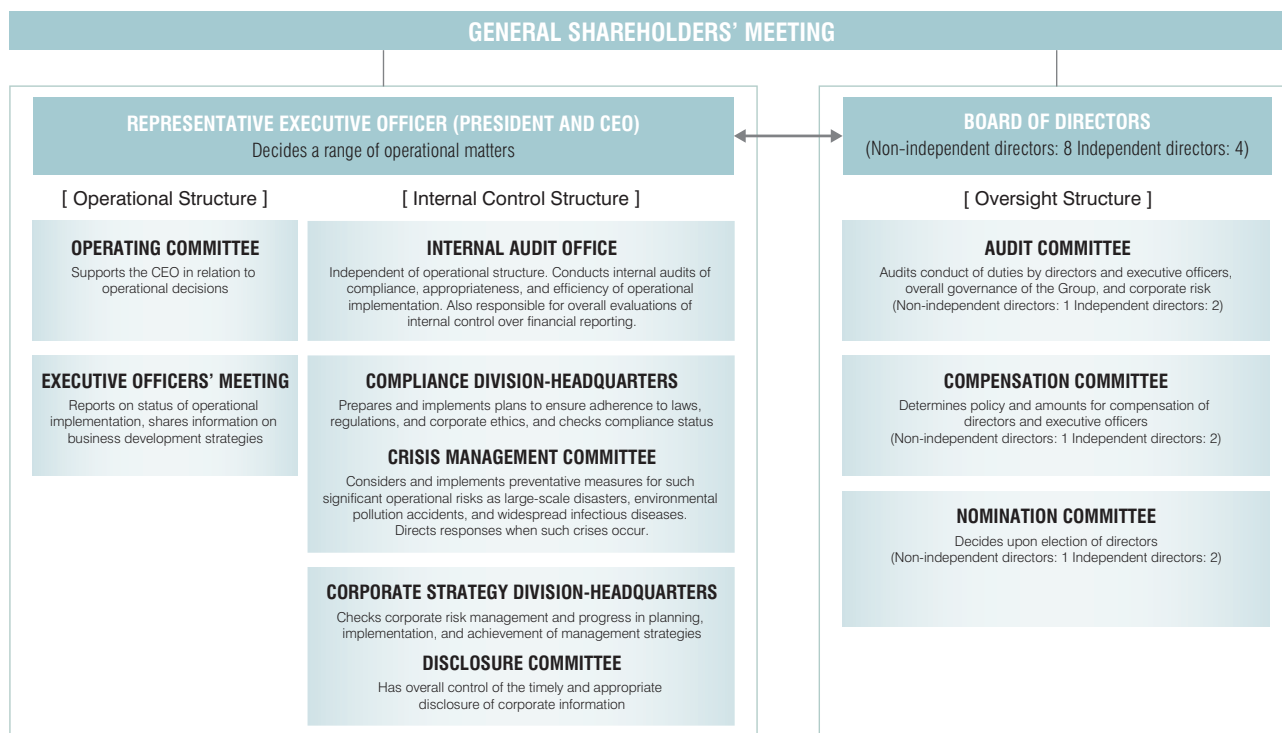 GENERAL SHAREHOLDERS’ MEETING
REPRESENTATIVE EXECUTIVE OFFICER (PRESIDENT AND CEO)
Decides a range of operational matters
[ Operational Structure ]
OPERATING COMMITTEE
Supports the CEO in relation to
operational decisions
EXECUTIVE OFFICERS’ MEETING
Reports on status of operational
implementation, shares information on
business development strategies
[ Internal Control Structure ]
INTERNAL AUDIT OFFICE
Independent of operational structure. Conducts internal audits of
compliance, appropriateness, and efficiency of operational
implementation. Also responsible for overall evaluations of
internal control over financial reporting.
COMPLIANCE DIVISION-HEADQUARTERS
Prepares and implements plans to ensure adherence to laws,
regulations, and corporate ethics, and checks compliance status
CRISIS MANAGEMENT COMMITTEE
Considers and implements preventative measures for such
significant operational risks as large-scale disasters, environmental
pollution accidents, and widespread infectious diseases.
Directs responses when such crises occur.
CORPORATE STRATEGY DIVISION-HEADQUARTERS
Checks corporate risk management and progress in planning,
implementation, and achievement of management strategies
DISCLOSURE COMMITTEE
Has overall control of the timely and appropriate
disclosure of corporate information
BOARD OF DIRECTORS
(Non-independent directors: 8 Independent directors: 4)
[ Oversight Structure ]
AUDIT COMMITTEE
Audits conduct of duties by directors and executive officers,
overall governance of the Group, and corporate risk
(Non-independent directors: 1 Independent directors: 2)
COMPENSATION COMMITTEE
Determines policy and amounts for compensation of
directors and executive officers
(Non-independent directors: 1 Independent directors: 2)
NOMINATION COMMITTEE
Decides upon election of directors
(Non-independent directors: 1 Independent directors: 2)